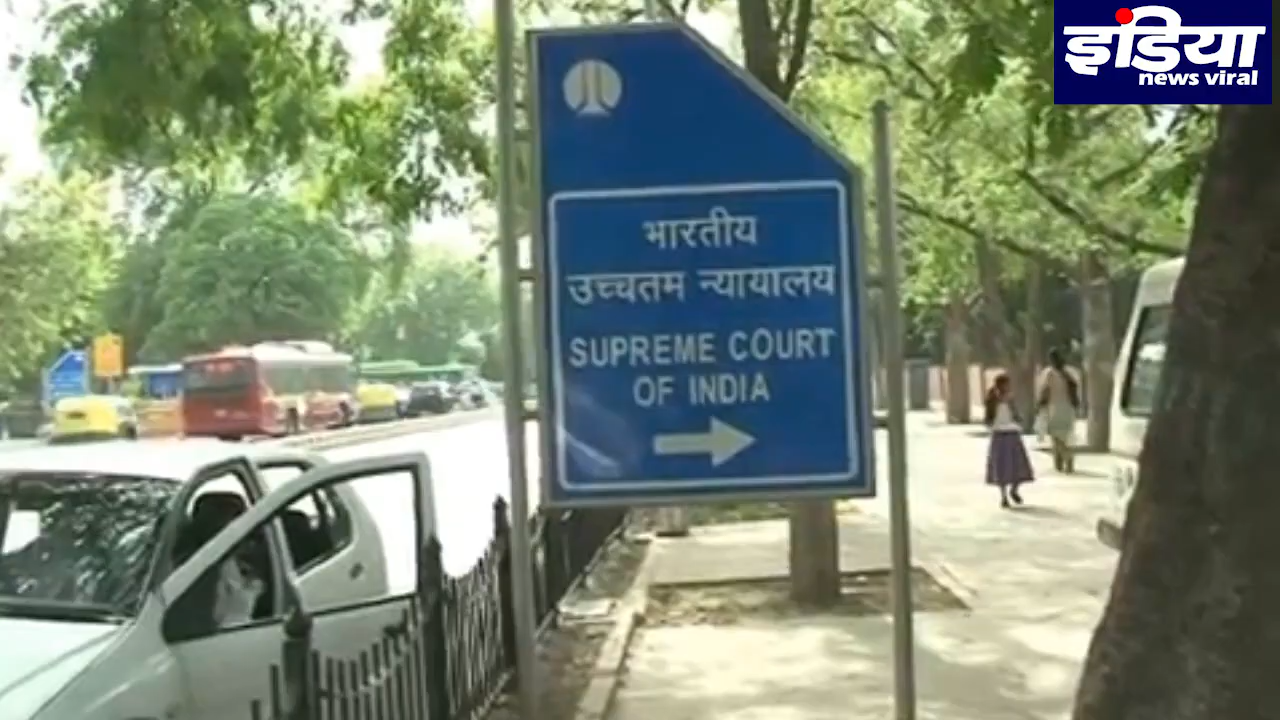 इंडिया
news viral
भारतीय
उच्चतम न्यायालय
SUPREME COURT
OF INDIA